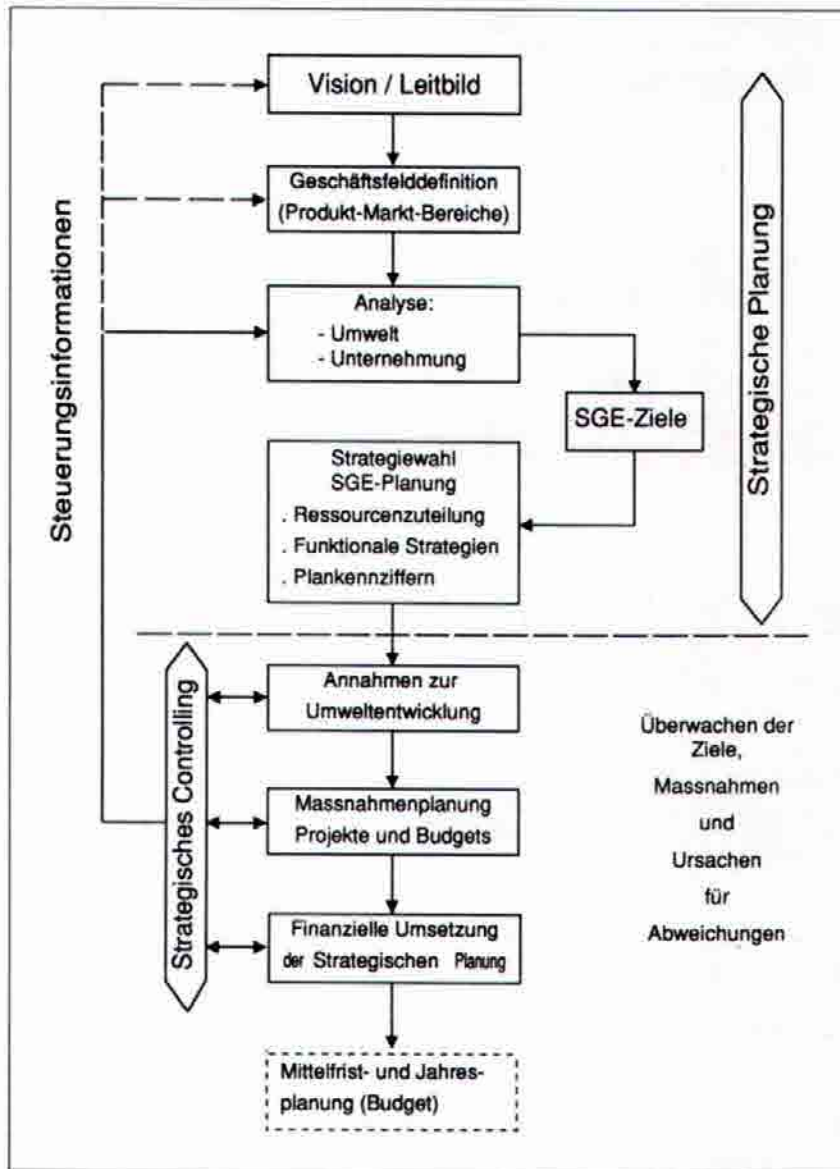 Vision / Leitbild
Geschäftsfelddefinition
(Produkt-Markt-Bereiche)
Analyse:
- Umwelt
- Unternehmung
SGE-Ziele
Strategiewahl
SGE-Planung
. Ressourcenzuteilung
. Funktionale Strategien
. Plankennziffern
Steuerungsinformationen
Strategische Planung
Annahmen zur
Umweltentwicklung
Massnahmenplanung
Projekte und Budgets
Finanzielle Umsetzung
der Strategischen Planung
Mittelfrist- und Jahres-
planung (Budget)
Strategisches Controlling
Überwachen der
Ziele,
Massnahmen
und
Ursachen
für
Abweichungen